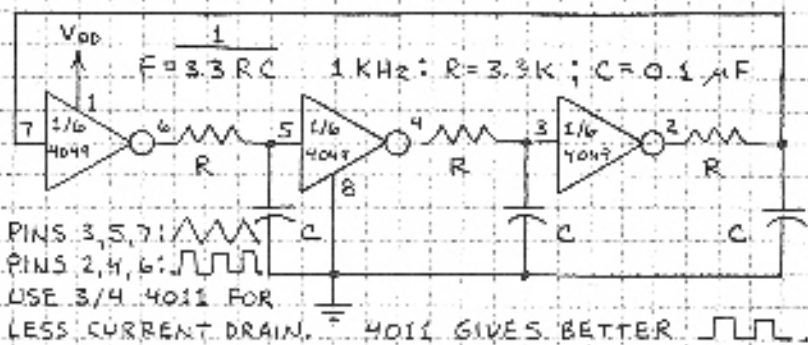 VDD
F = 1 / 3.3 RC
1 KHz: R = 3.3K ; C = 0.1 µF
7
1
1/6
4049
6
R
5
1/6
4049
4
8
R
3
1/6
4049
2
R
C
C
C
PINS 3,5,7:
PINS 2,4,6:
USE 3/4 4011 FOR
LESS CURRENT DRAIN. 4011 GIVES BETTER